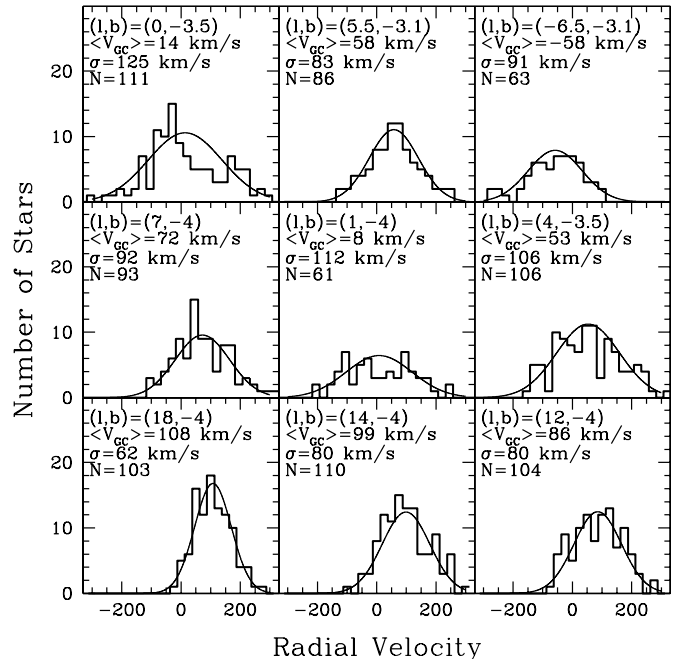 (l,b)=(0,−3.5)
<V_GC>=14 km/s
σ=125 km/s
N=111
(l,b)=(5.5,−3.1)
<V_GC>=58 km/s
σ=83 km/s
N=86
(l,b)=(−6.5,−3.1)
<V_GC>=−58 km/s
σ=91 km/s
N=63
20
10
0
(l,b)=(7,−4)
<V_GC>=72 km/s
σ=92 km/s
N=93
(l,b)=(1,−4)
<V_GC>=8 km/s
σ=112 km/s
N=61
(l,b)=(4,−3.5)
<V_GC>=53 km/s
σ=106 km/s
N=106
20
10
0
Number of Stars
(l,b)=(18,−4)
<V_GC>=108 km/s
σ=62 km/s
N=103
(l,b)=(14,−4)
<V_GC>=99 km/s
σ=80 km/s
N=110
(l,b)=(12,−4)
<V_GC>=86 km/s
σ=80 km/s
N=104
20
10
0
−200 0 200 −200 0 200 −200 0 200
Radial Velocity